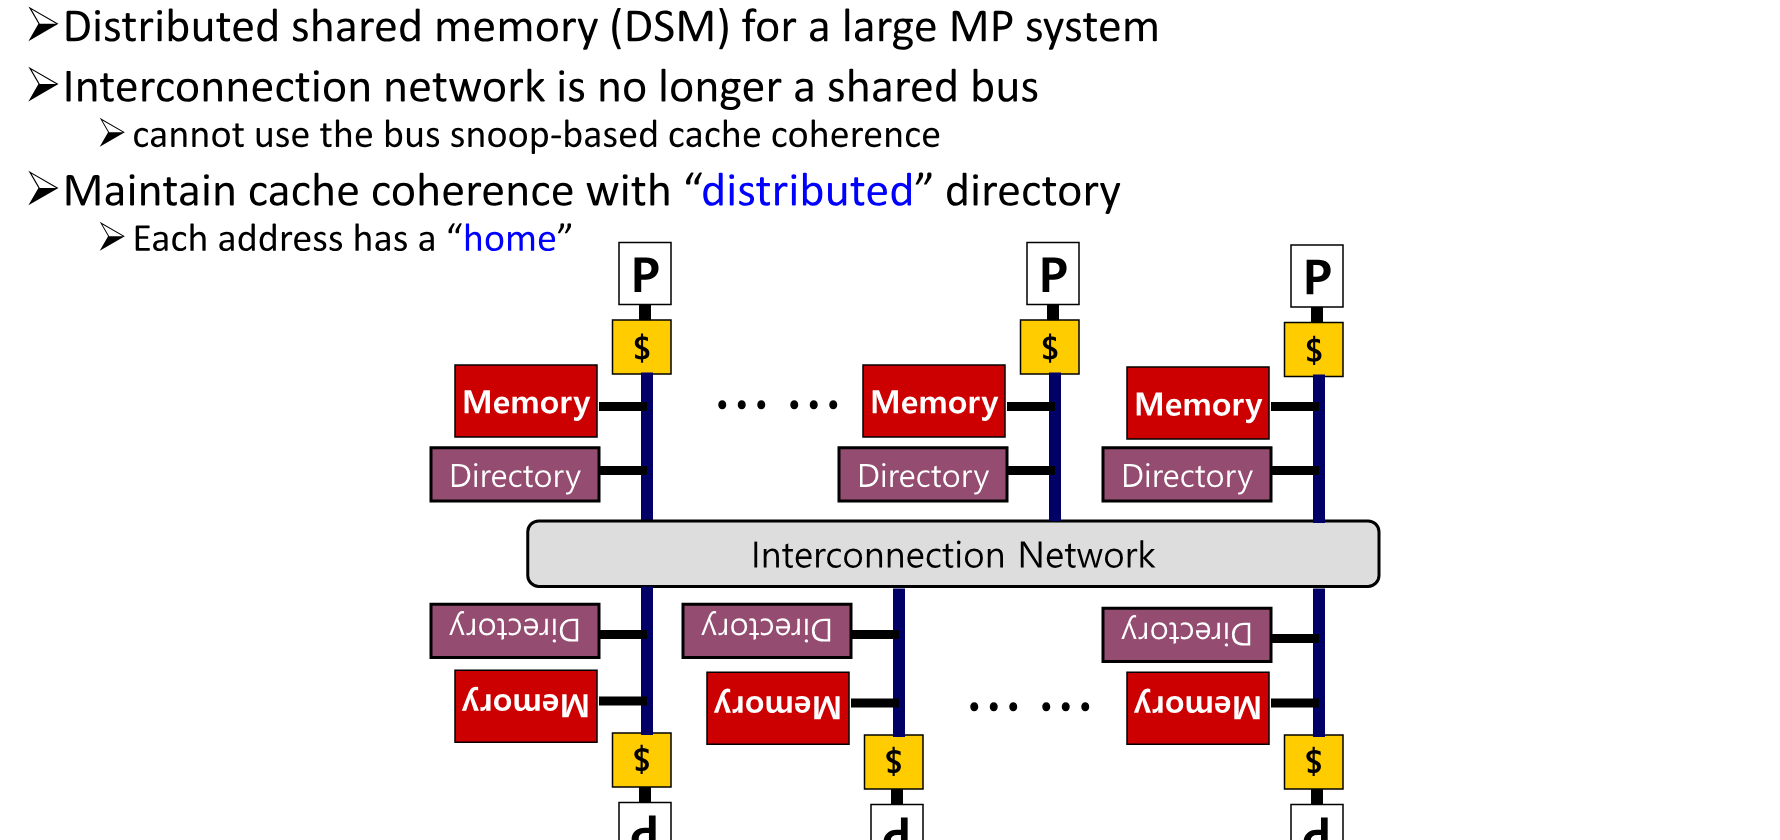 ➢Distributed shared memory (DSM) for a large MP system
➢Interconnection network is no longer a shared bus
➢cannot use the bus snoop-based cache coherence
➢Maintain cache coherence with “distributed” directory
➢Each address has a “home”
P P P
$ $ $
Memory …… Memory Memory
Directory Directory Directory
Interconnection Network
Directory Directory Directory
Memory Memory …… Memory
$ $ $
P P P